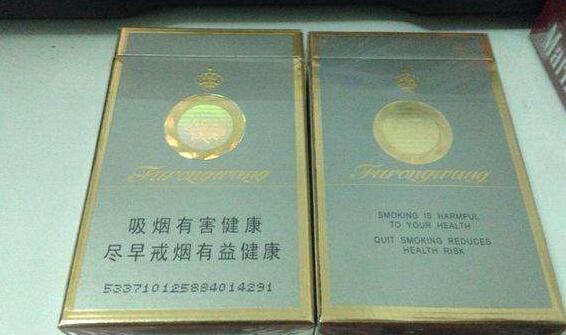 Furongwang
吸烟有害健康
尽早戒烟有益健康
533710125884014291
Furongwang
SMOKING IS HARMFUL
TO YOUR HEALTH
QUIT SMOKING REDUCES
HEALTH RISK